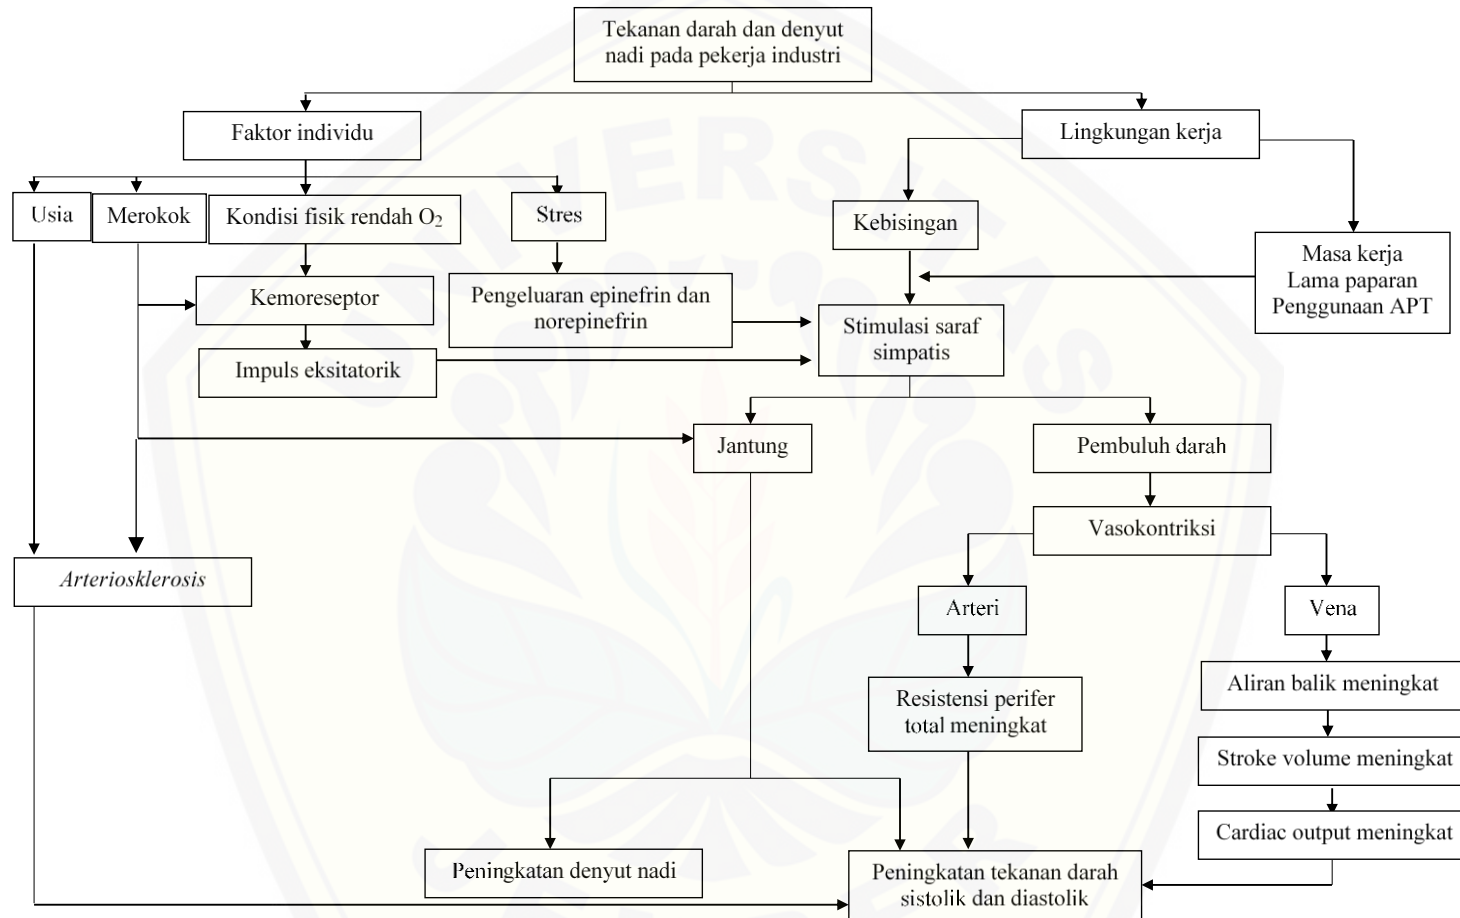 Tekanan darah dan denyut
nadi pada pekerja industri
Faktor individu
Lingkungan kerja
Usia
Merokok
Kondisi fisik rendah O₂
Stres
Kebisingan
Masa kerja
Lama paparan
Penggunaan APT
Kemoreseptor
Pengeluaran epinefrin dan
norepinefrin
Stimulasi saraf
simpatis
Impuls eksitatorik
Jantung
Pembuluh darah
Vasokontriksi
Arteriosklerosis
Arteri
Vena
Aliran balik meningkat
Resistensi perifer
total meningkat
Stroke volume meningkat
Cardiac output meningkat
Peningkatan denyut nadi
Peningkatan tekanan darah
sistolik dan diastolik
UNIVERSITAS